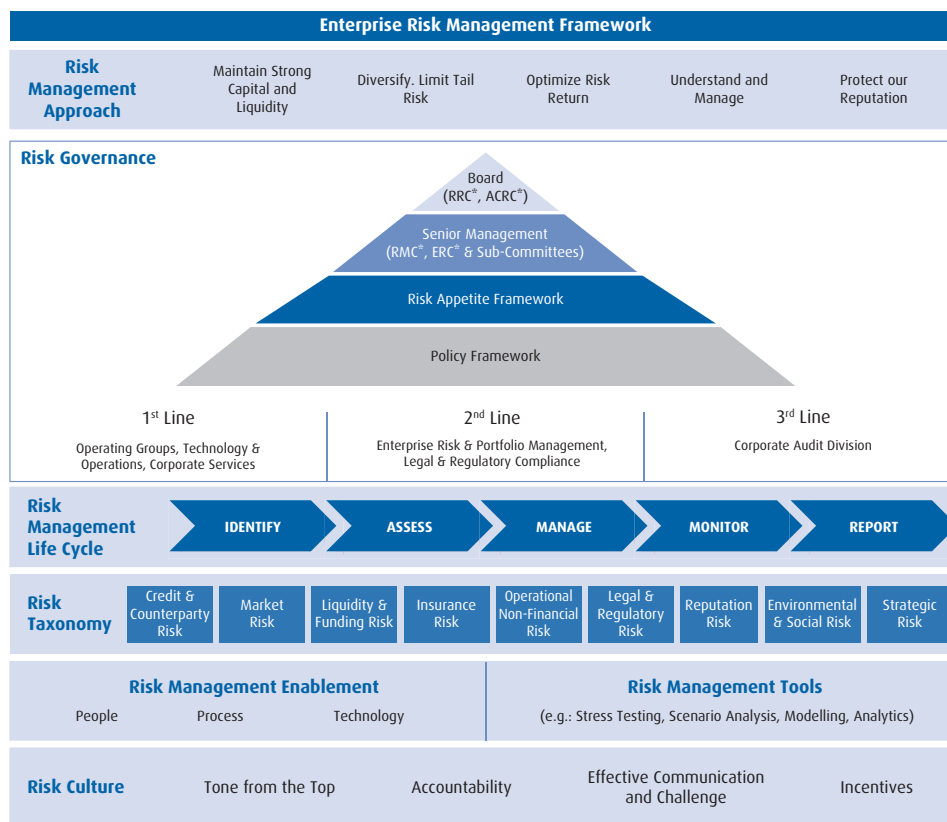 Enterprise Risk Management Framework
Risk
Management
Approach
Maintain Strong
Capital and
Liquidity
Diversify. Limit Tail
Risk
Optimize Risk
Return
Understand and
Manage
Protect our
Reputation
Risk Governance
Board
(RRC*, ACRC*)
Senior Management
(RMC*, ERC* & Sub-Committees)
Risk Appetite Framework
Policy Framework
1st Line
Operating Groups, Technology &
Operations, Corporate Services
2nd Line
Enterprise Risk & Portfolio Management,
Legal & Regulatory Compliance
3rd Line
Corporate Audit Division
Risk
Management
Life Cycle
IDENTIFY
ASSESS
MANAGE
MONITOR
REPORT
Risk
Taxonomy
Credit &
Counterparty
Risk
Market
Risk
Liquidity &
Funding Risk
Insurance
Risk
Operational
Non-Financial
Risk
Legal &
Regulatory
Risk
Reputation
Risk
Environmental
& Social Risk
Strategic
Risk
Risk Management Enablement
People
Process
Technology
Risk Management Tools
(e.g.: Stress Testing, Scenario Analysis, Modelling, Analytics)
Risk Culture
Tone from the Top
Accountability
Effective Communication
and Challenge
Incentives